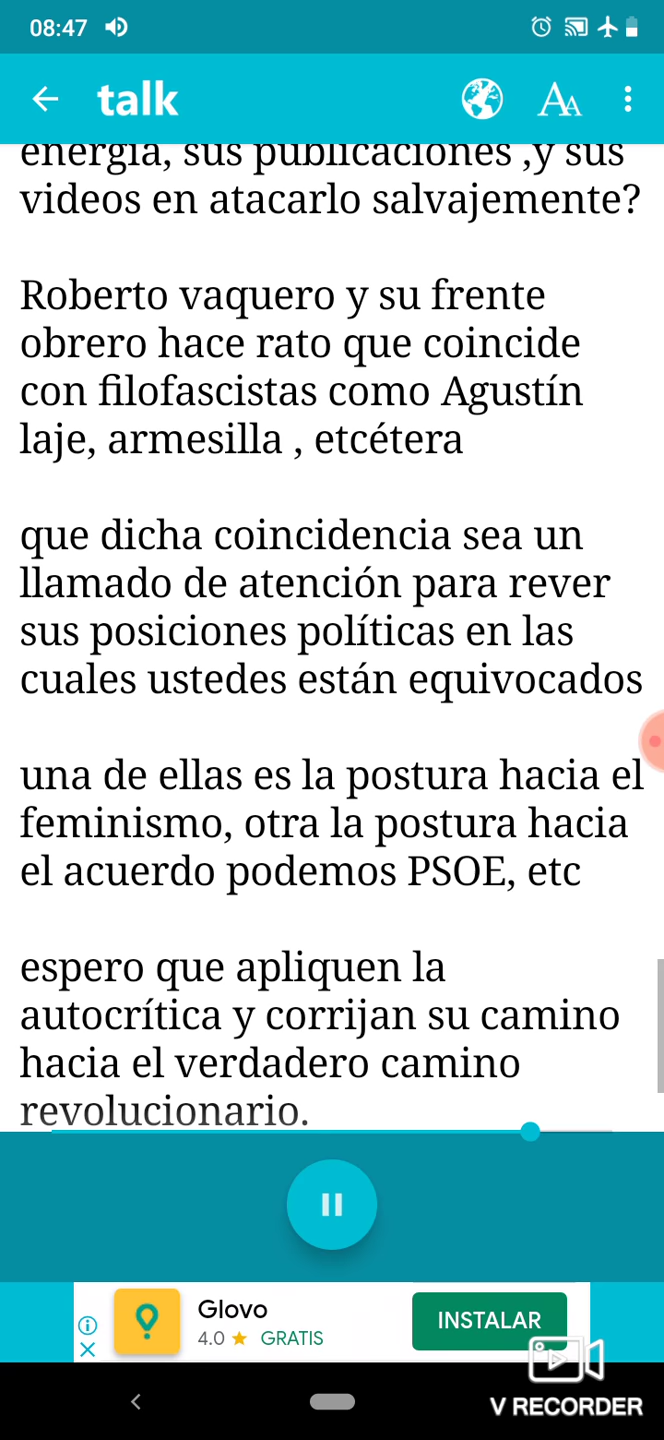 08:47
talk
energía, sus publicaciones ,y sus
videos en atacarlo salvajemente?
Roberto vaquero y su frente
obrero hace rato que coincide
con filofascistas como Agustín
laje, armesilla , etcétera
que dicha coincidencia sea un
llamado de atención para rever
sus posiciones políticas en las
cuales ustedes están equivocados
una de ellas es la postura hacia el
feminismo, otra la postura hacia
el acuerdo podemos PSOE, etc
espero que apliquen la
autocrítica y corrijan su camino
hacia el verdadero camino
revolucionario.
Glovo
4.0 ★ GRATIS
INSTALAR
V RECORDER